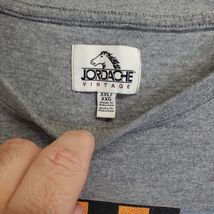 JORDACHE
VINTAGE
XXL/
XXG